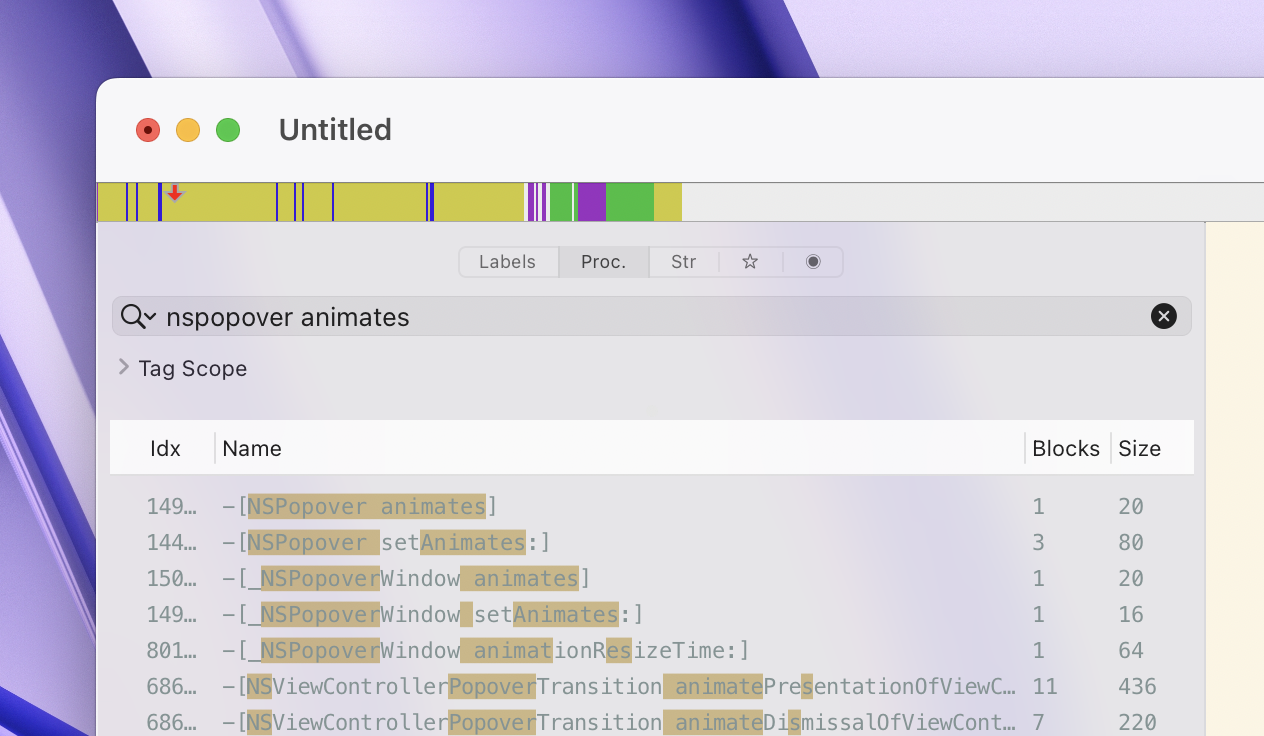 Untitled
Labels Proc. Str
nspopover animates
Tag Scope
Idx Name Blocks Size
149… -[NSPopover animates] 1 20
144… -[NSPopover setAnimates:] 3 80
150… -[_NSPopoverWindow animates] 1 20
149… -[_NSPopoverWindow setAnimates:] 1 16
801… -[_NSPopoverWindow animationResizeTime:] 1 64
686… -[NSViewControllerPopoverTransition animatePresentationOfViewC… 11 436
686… -[NSViewControllerPopoverTransition animateDismissalOfViewCont… 7 220